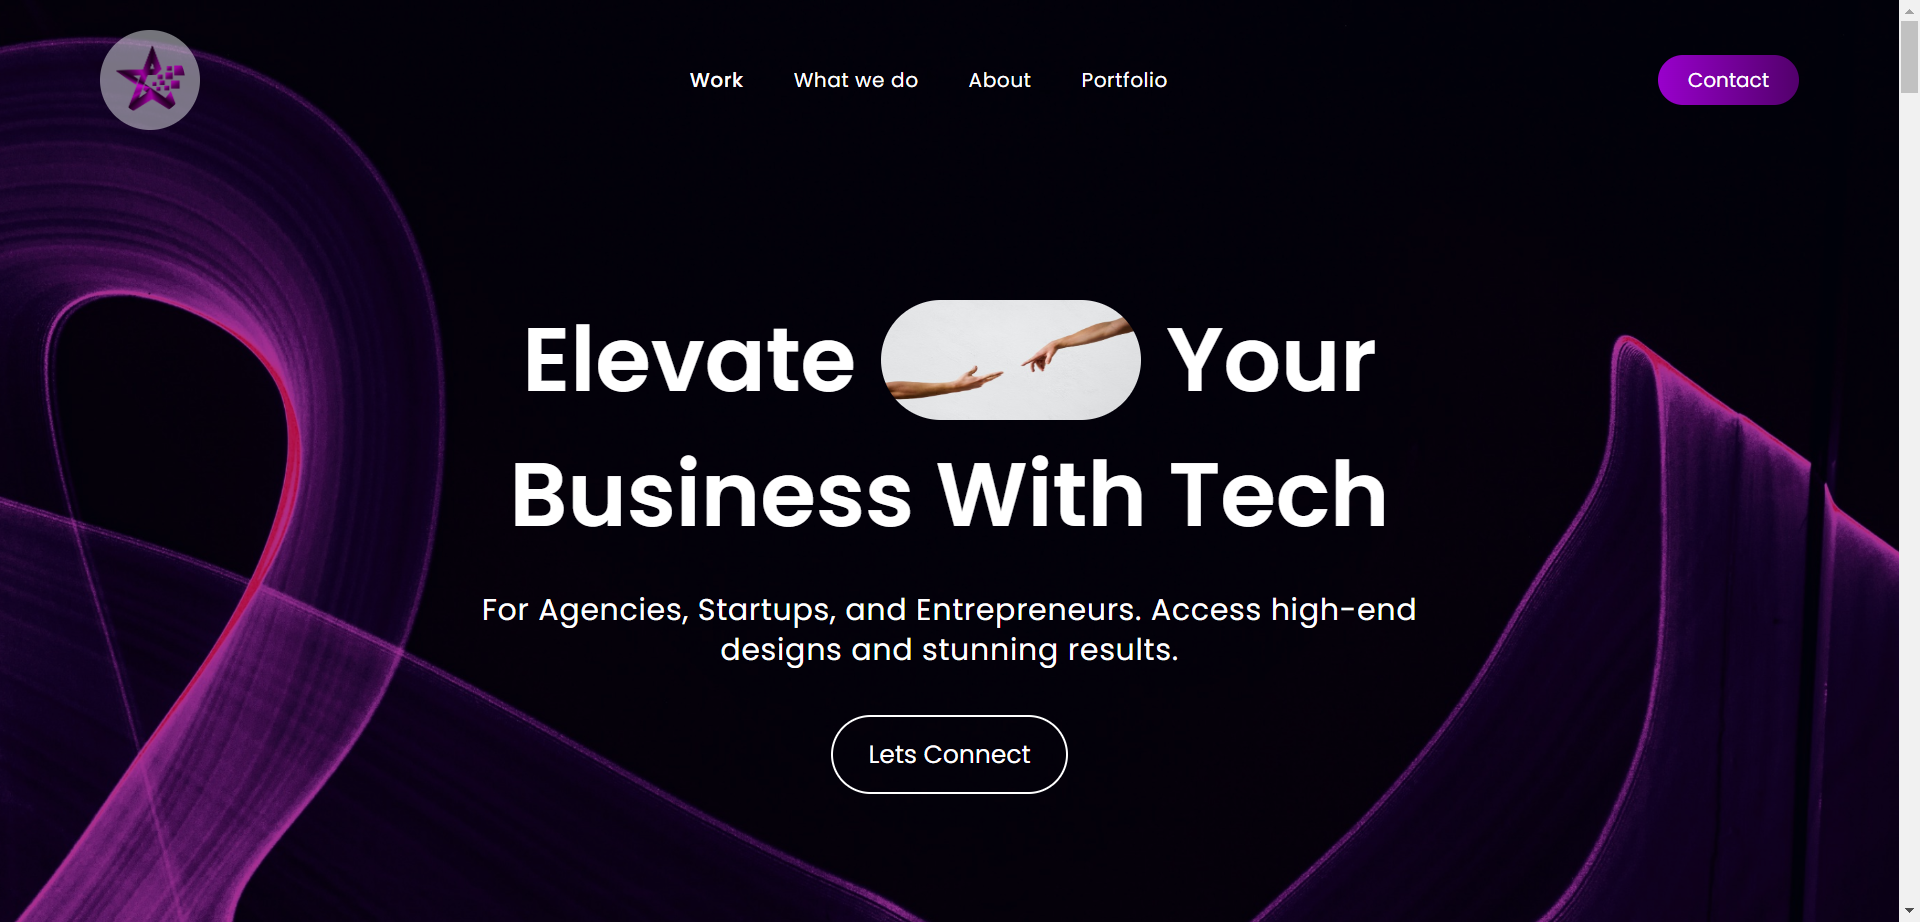 Work What we do About Portfolio Contact
Elevate Your
Business With Tech
For Agencies, Startups, and Entrepreneurs. Access high-end
designs and stunning results.
Lets Connect